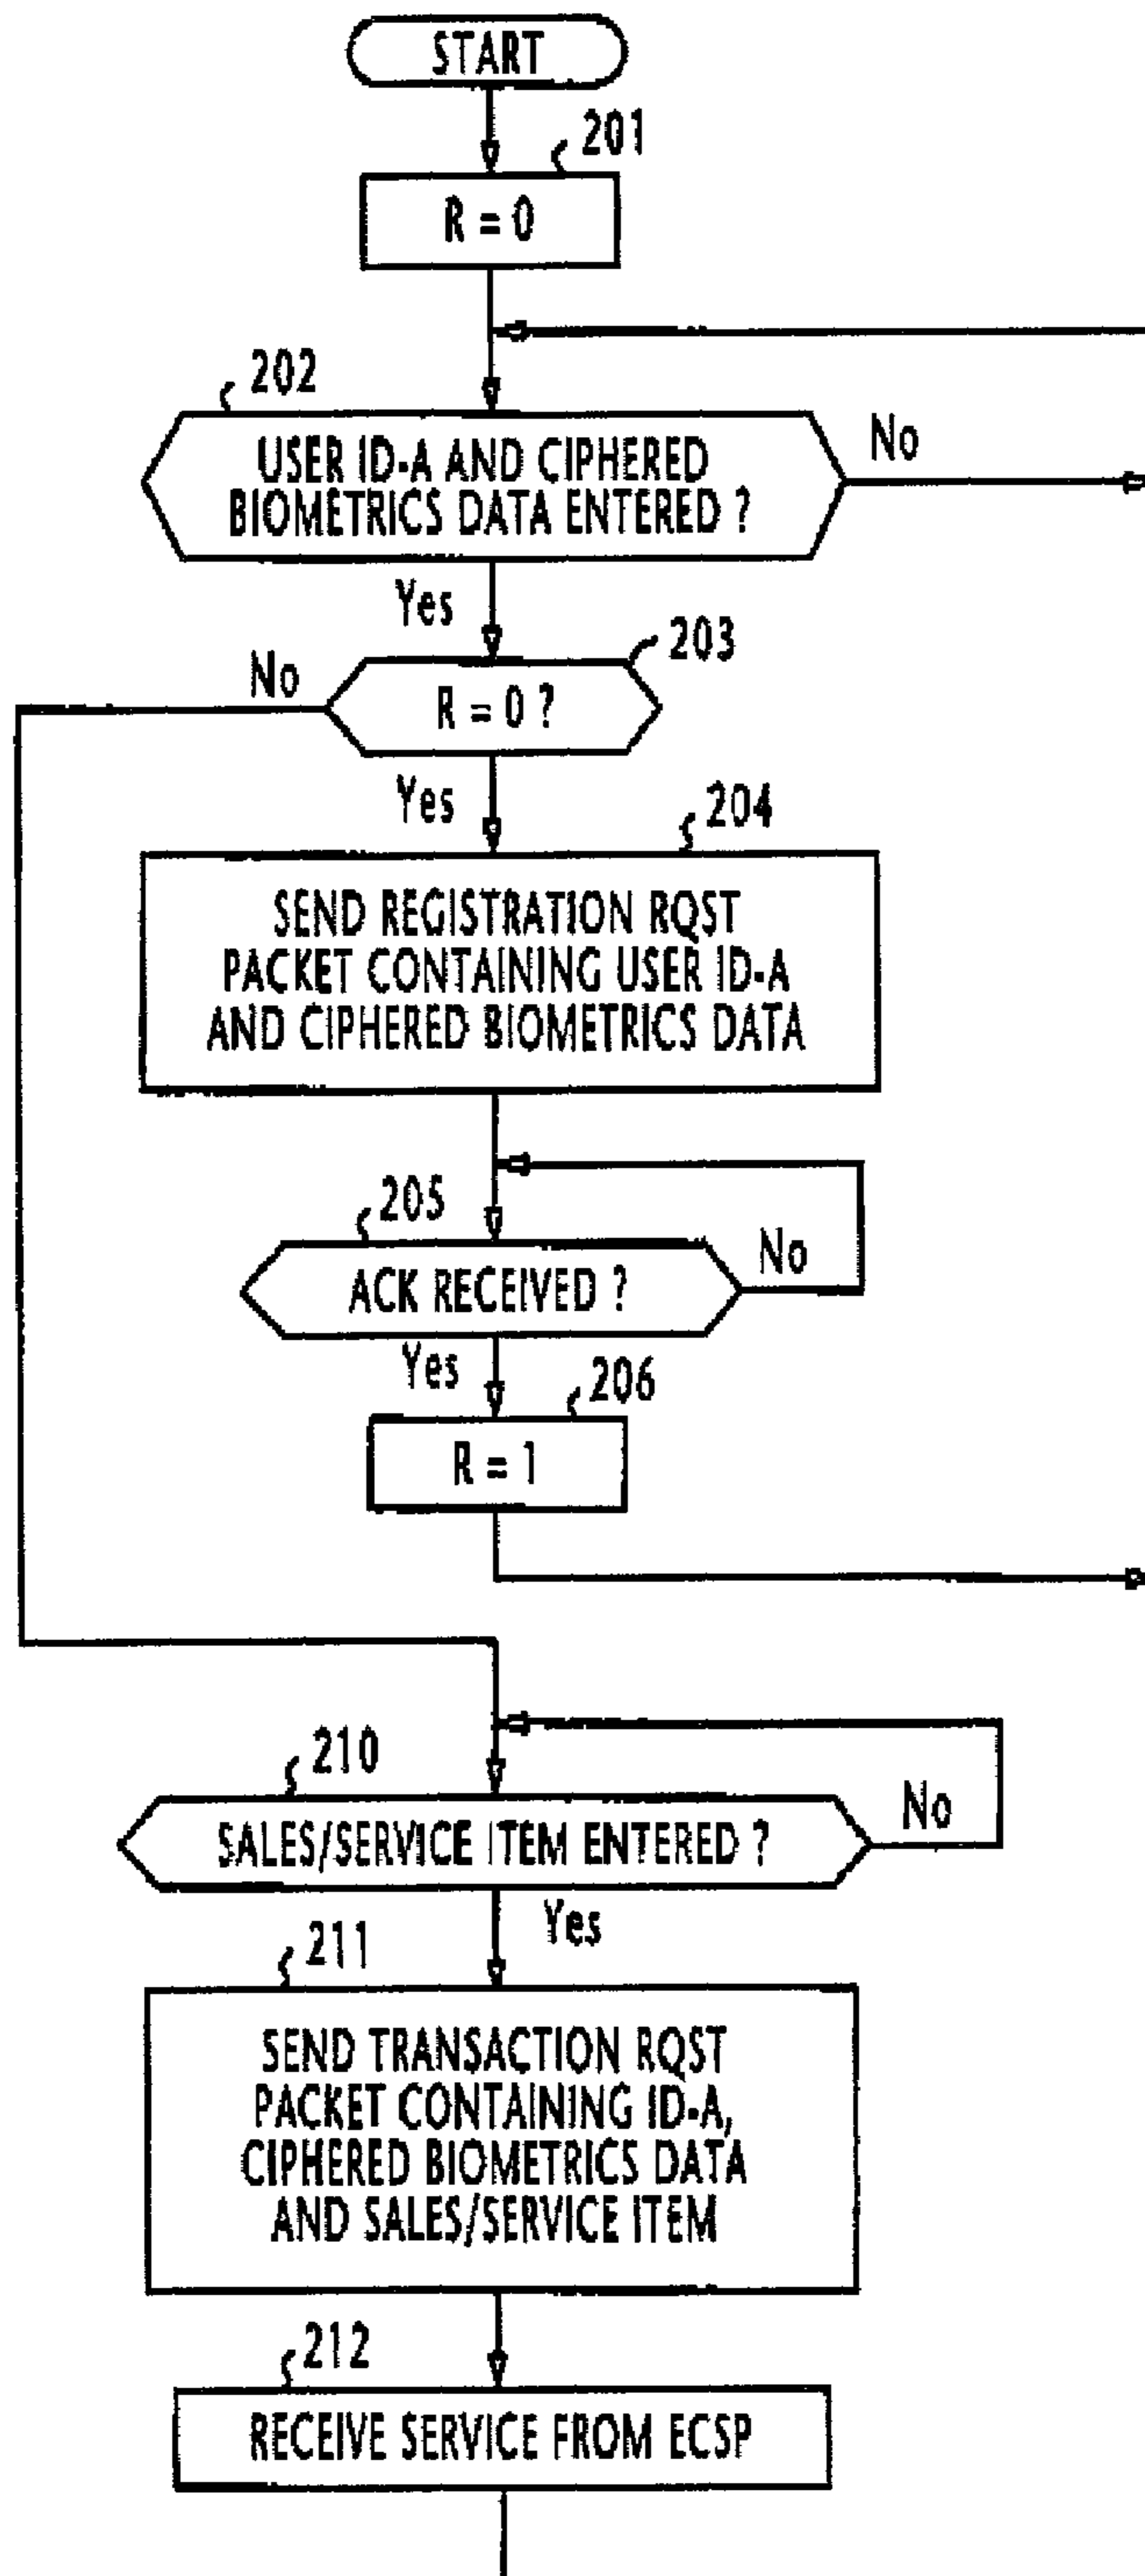 START
201
R = 0
202
USER ID-A AND CIPHERED
BIOMETRICS DATA ENTERED ?
No
Yes
203
No
R = 0 ?
Yes
204
SEND REGISTRATION RQST
PACKET CONTAINING USER ID-A
AND CIPHERED BIOMETRICS DATA
205
ACK RECEIVED ?
No
Yes
206
R = 1
210
SALES/SERVICE ITEM ENTERED ?
No
Yes
211
SEND TRANSACTION RQST
PACKET CONTAINING ID-A,
CIPHERED BIOMETRICS DATA
AND SALES/SERVICE ITEM
212
RECEIVE SERVICE FROM ECSP